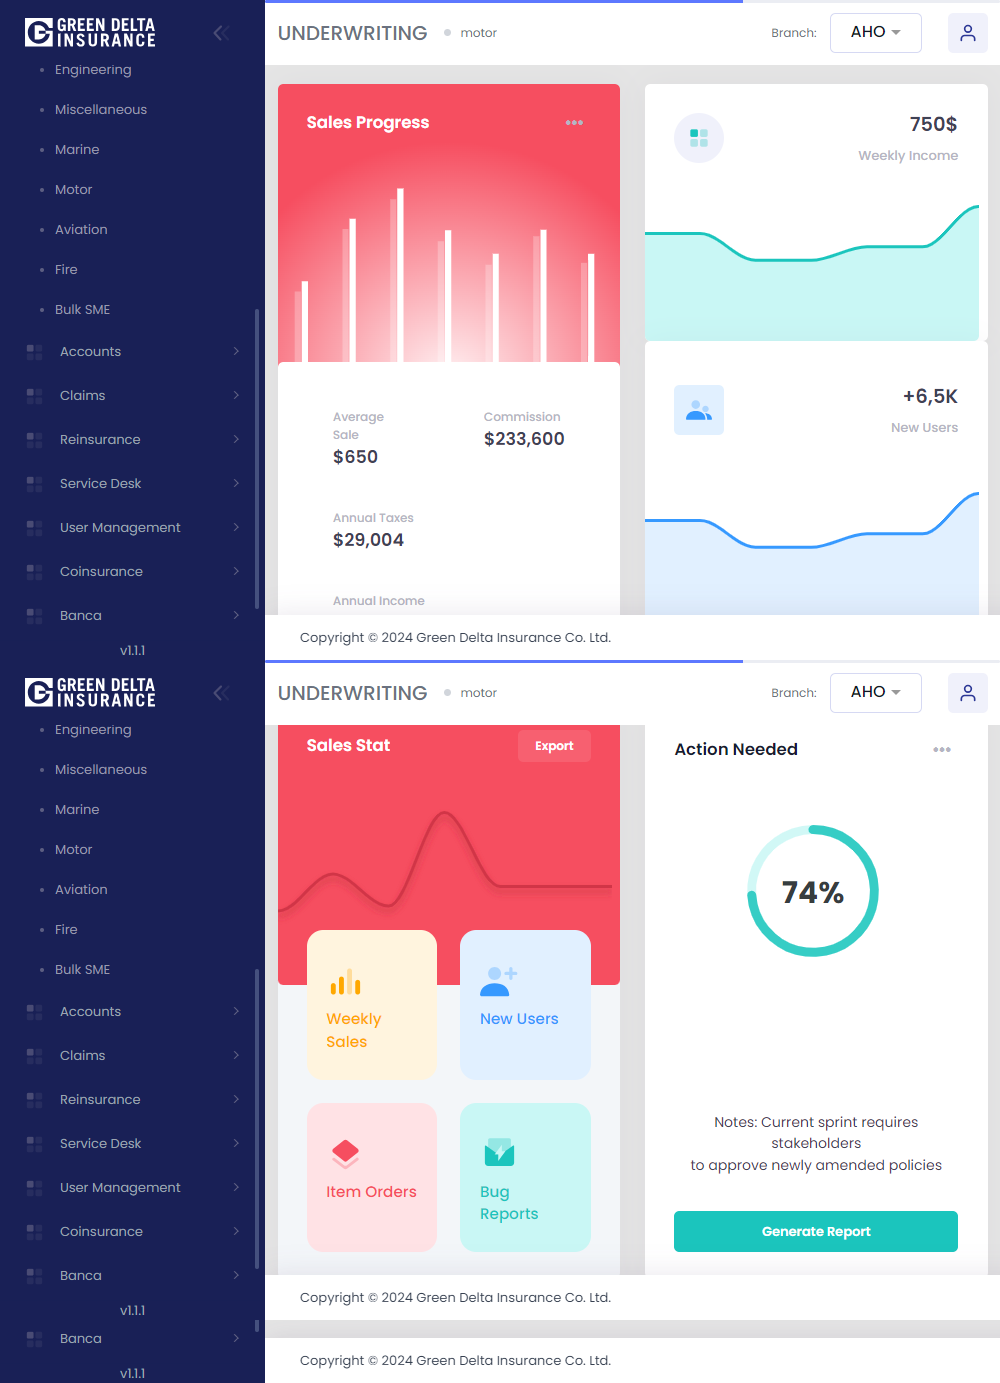 GREEN DELTA
INSURANCE
Engineering
Miscellaneous
Marine
Motor
Aviation
Fire
Bulk SME
Accounts
Claims
Reinsurance
Service Desk
User Management
Coinsurance
Banca
v1.1.1
UNDERWRITING motor
Branch: AHO
Sales Progress
Average
Sale
$650
Commission
$233,600
Annual Taxes
$29,004
Annual Income
750$
Weekly Income
+6,5K
New Users
Copyright © 2024 Green Delta Insurance Co. Ltd.
GREEN DELTA
INSURANCE
Engineering
Miscellaneous
Marine
Motor
Aviation
Fire
Bulk SME
Accounts
Claims
Reinsurance
Service Desk
User Management
Coinsurance
Banca
v1.1.1
UNDERWRITING motor
Branch: AHO
Sales Stat
Export
Weekly
Sales
New Users
Item Orders
Bug
Reports
Action Needed
74%
Notes: Current sprint requires
stakeholders
to approve newly amended policies
Generate Report
Copyright © 2024 Green Delta Insurance Co. Ltd.
Banca
v1.1.1
Copyright © 2024 Green Delta Insurance Co. Ltd.